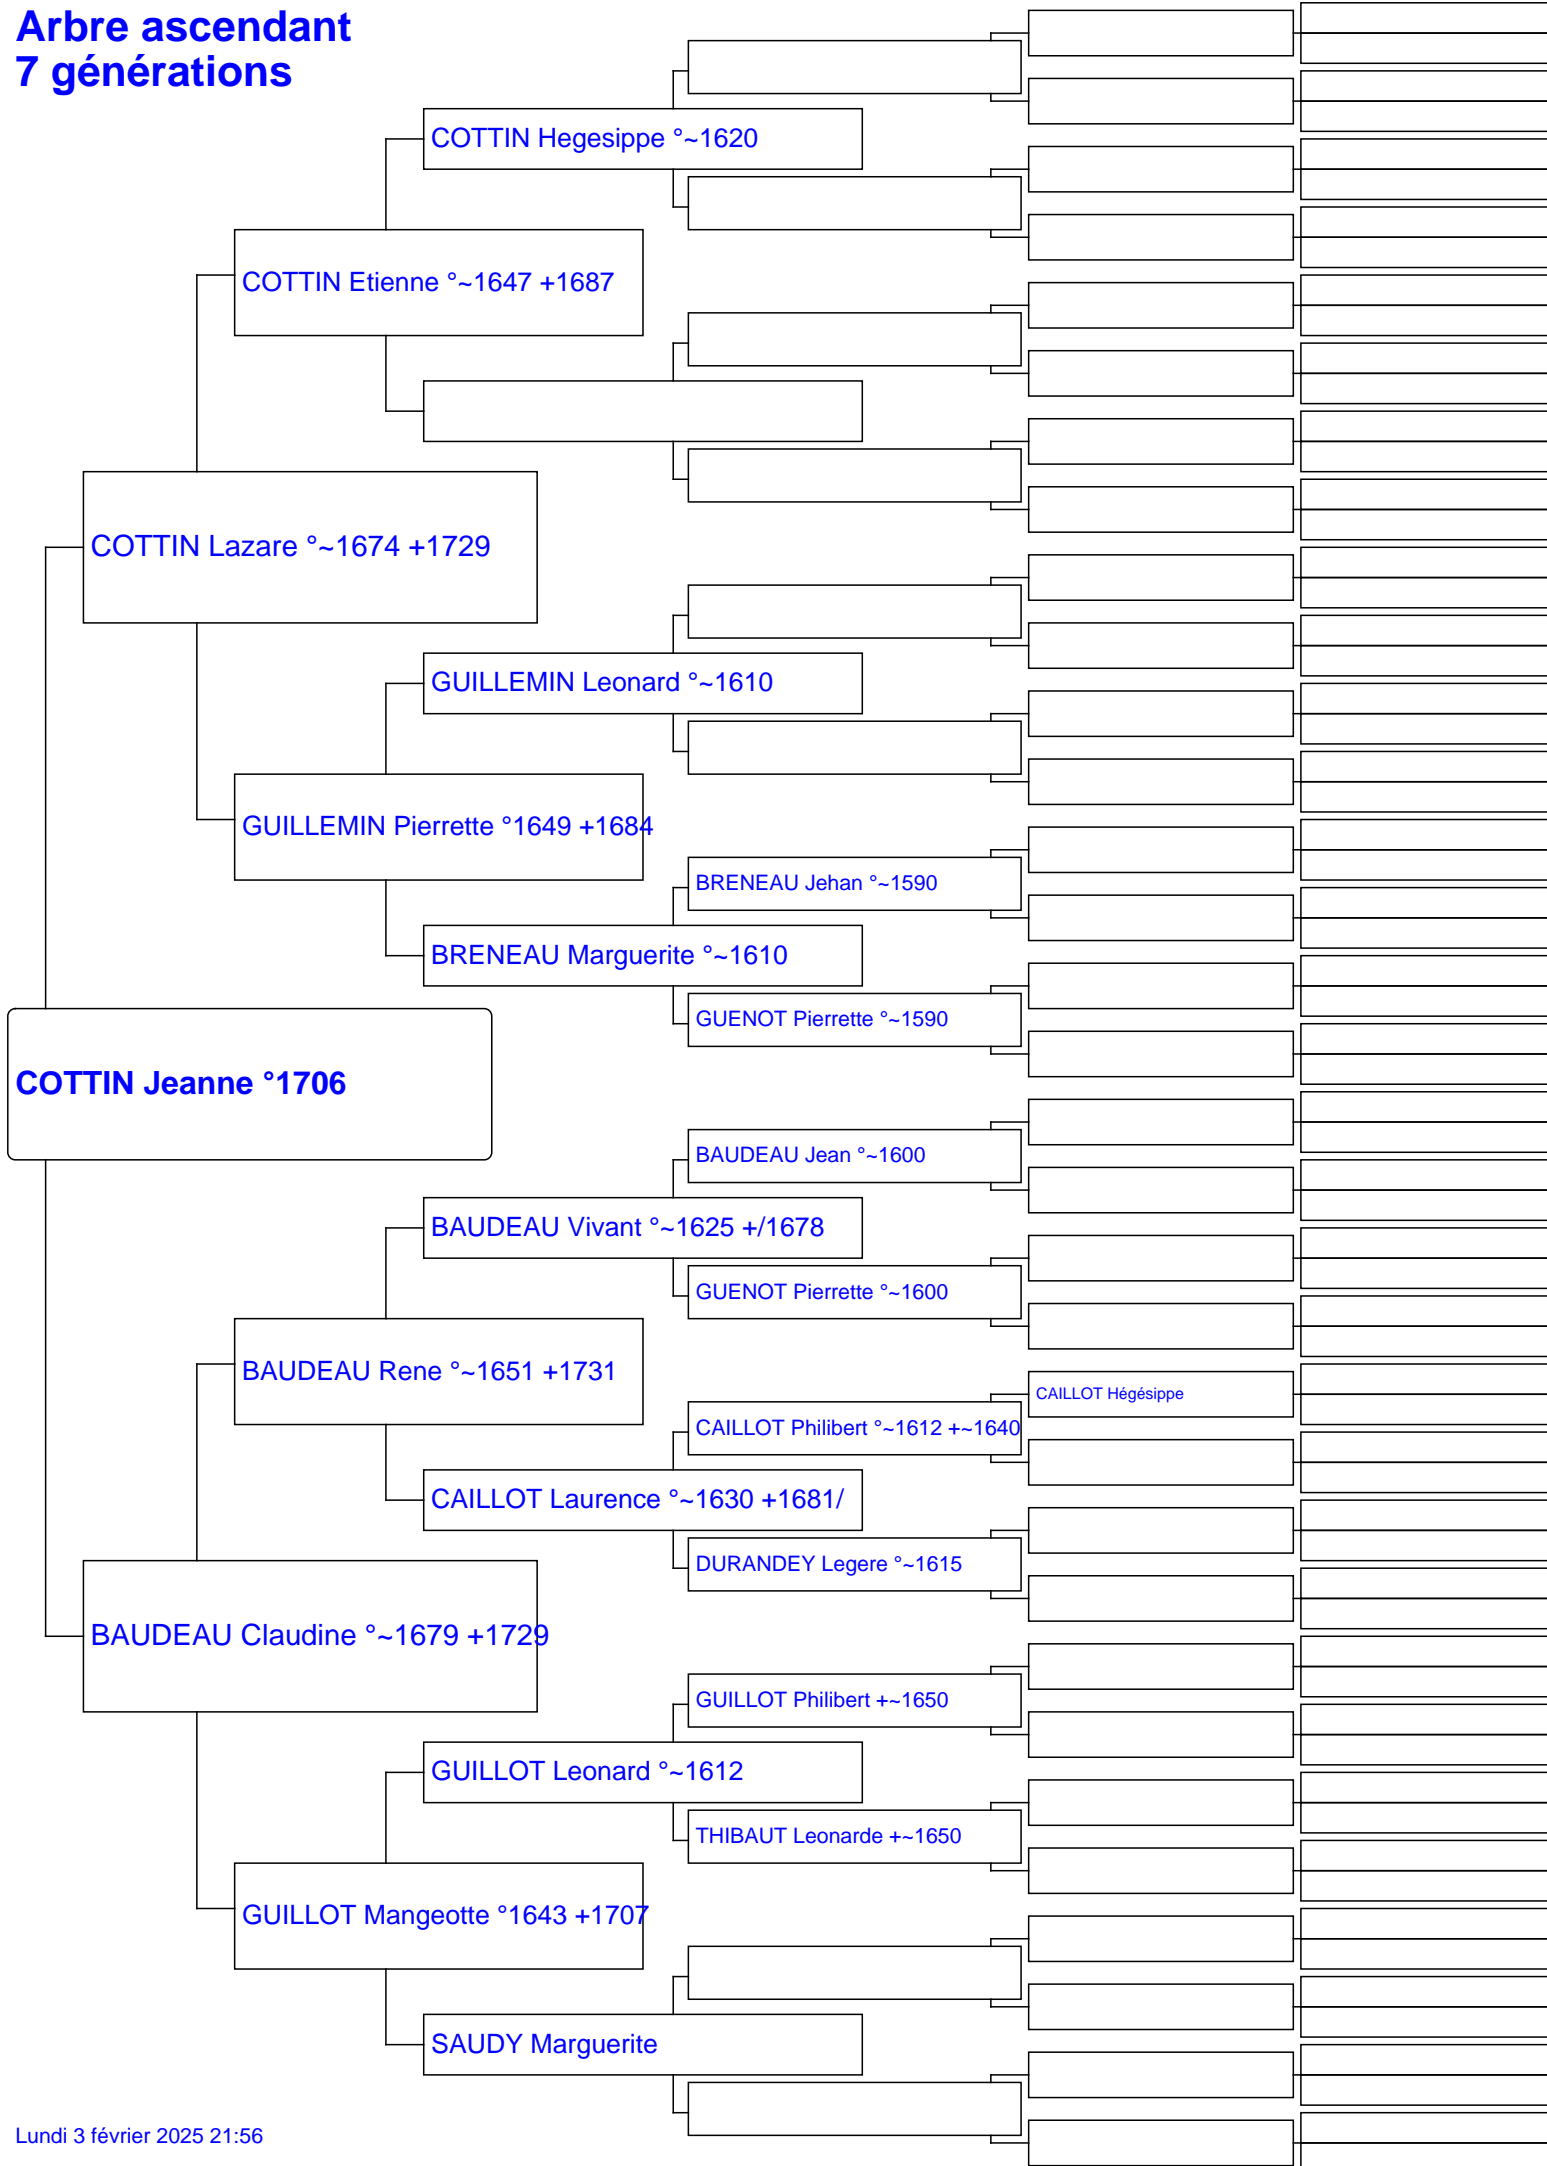 Arbre ascendant
7 générations
COTTIN Hegesippe °~1620
COTTIN Etienne °~1647 +1687
COTTIN Lazare °~1674 +1729
GUILLEMIN Leonard °~1610
GUILLEMIN Pierrette °1649 +1684
BRENEAU Jehan °~1590
BRENEAU Marguerite °~1610
GUENOT Pierrette °~1590
COTTIN Jeanne °1706
BAUDEAU Jean °~1600
BAUDEAU Vivant °~1625 +/1678
GUENOT Pierrette °~1600
BAUDEAU Rene °~1651 +1731
CAILLOT Hégésippe
CAILLOT Philibert °~1612 +~1640
CAILLOT Laurence °~1630 +1681/
DURANDEY Legere °~1615
BAUDEAU Claudine °~1679 +1729
GUILLOT Philibert +~1650
GUILLOT Leonard °~1612
THIBAUT Leonarde +~1650
GUILLOT Mangeotte °1643 +1707
SAUDY Marguerite
Lundi 3 février 2025 21:56